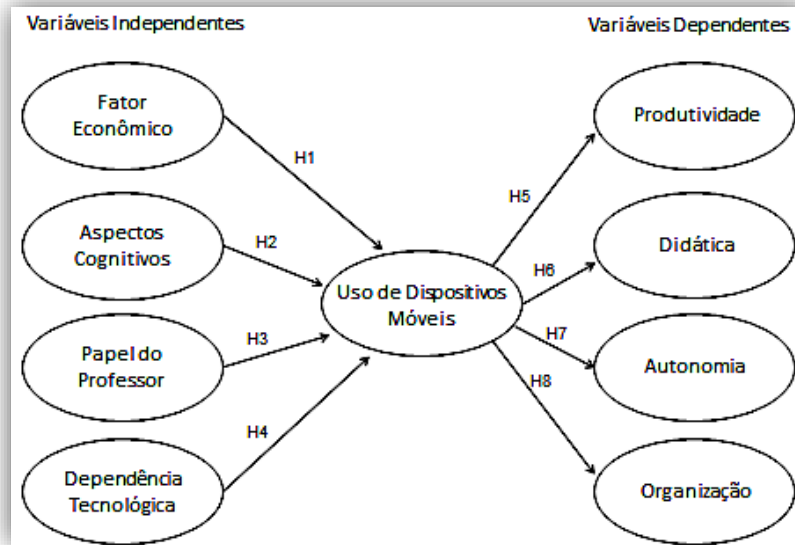 Variáveis Independentes
Variáveis Dependentes
Fator
Econômico
Produtividade
H1
H5
Aspectos
Cognitivos
H2
Didática
H6
Uso de Dispositivos
Móveis
H3
H7
Papel do
Professor
Autonomia
H8
H4
Dependência
Tecnológica
Organização